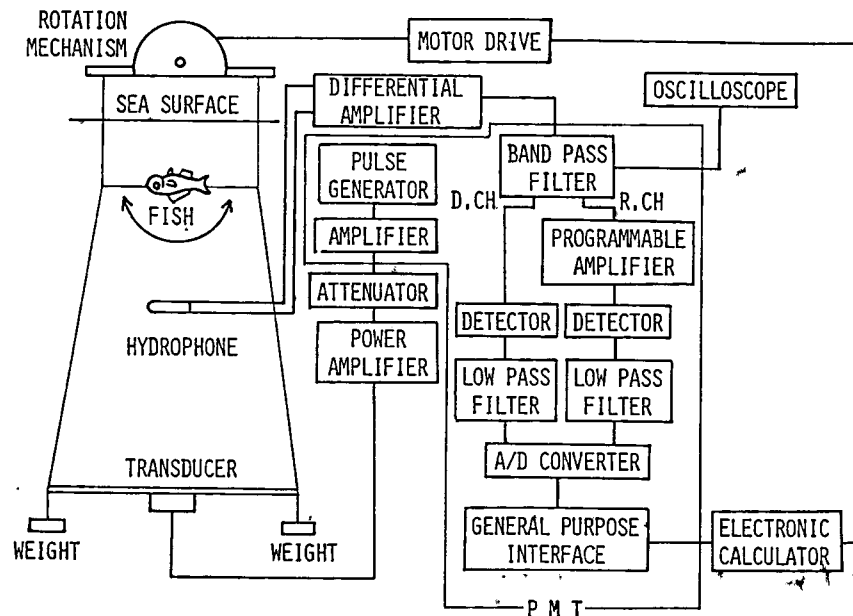 ROTATION
MECHANISM
MOTOR DRIVE
SEA SURFACE
DIFFERENTIAL
AMPLIFIER
OSCILLOSCOPE
PULSE
GENERATOR
BAND PASS
FILTER
D.CH
R.CH
FISH
AMPLIFIER
PROGRAMMABLE
AMPLIFIER
ATTENUATOR
HYDROPHONE
POWER
AMPLIFIER
DETECTOR
DETECTOR
LOW PASS
FILTER
LOW PASS
FILTER
TRANSDUCER
A/D CONVERTER
WEIGHT
WEIGHT
GENERAL PURPOSE
INTERFACE
ELECTRONIC
CALCULATOR
P M T